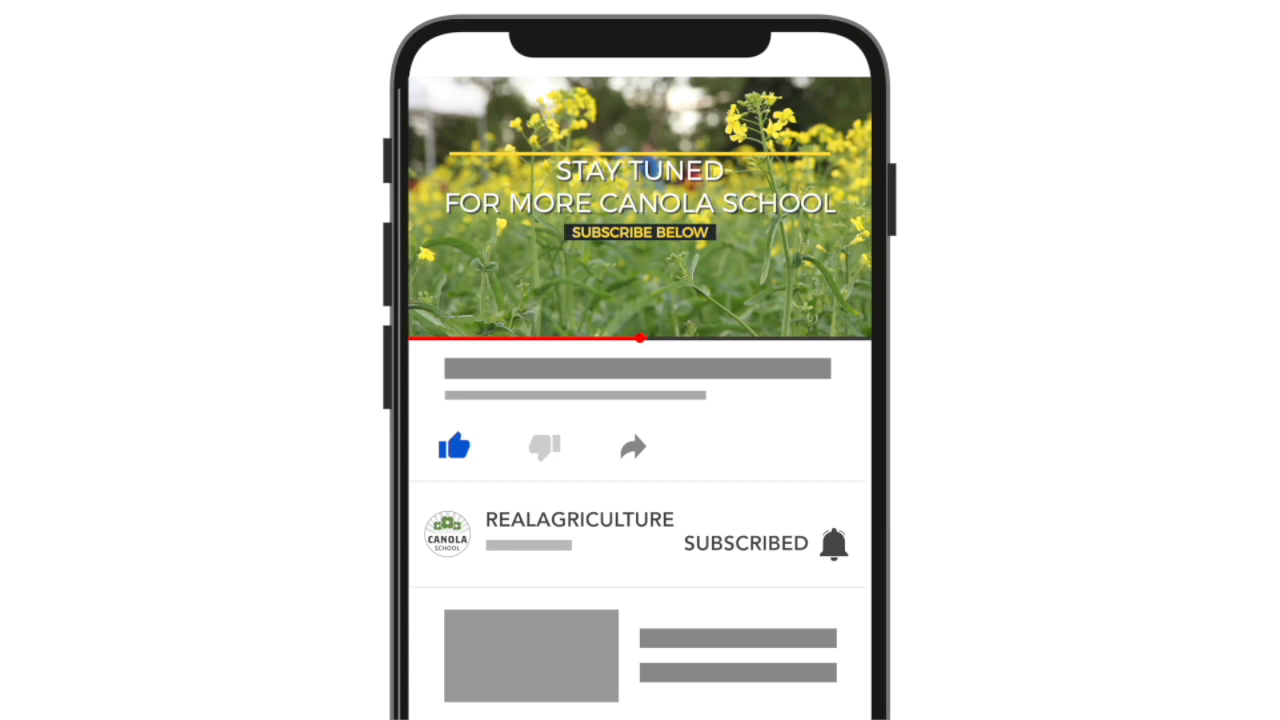 STAY TUNED
FOR MORE CANOLA SCHOOL
SUBSCRIBE BELOW
REALAGRICULTURE
CANOLA
SCHOOL
SUBSCRIBED